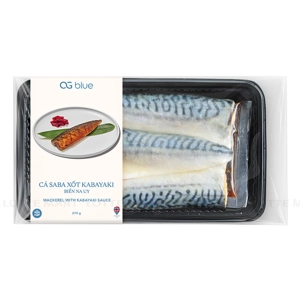 OG blue
CÁ SABA XỐT KABAYAKI
BIỂN NA UY
MACKEREL WITH KABAYAKI SAUCE